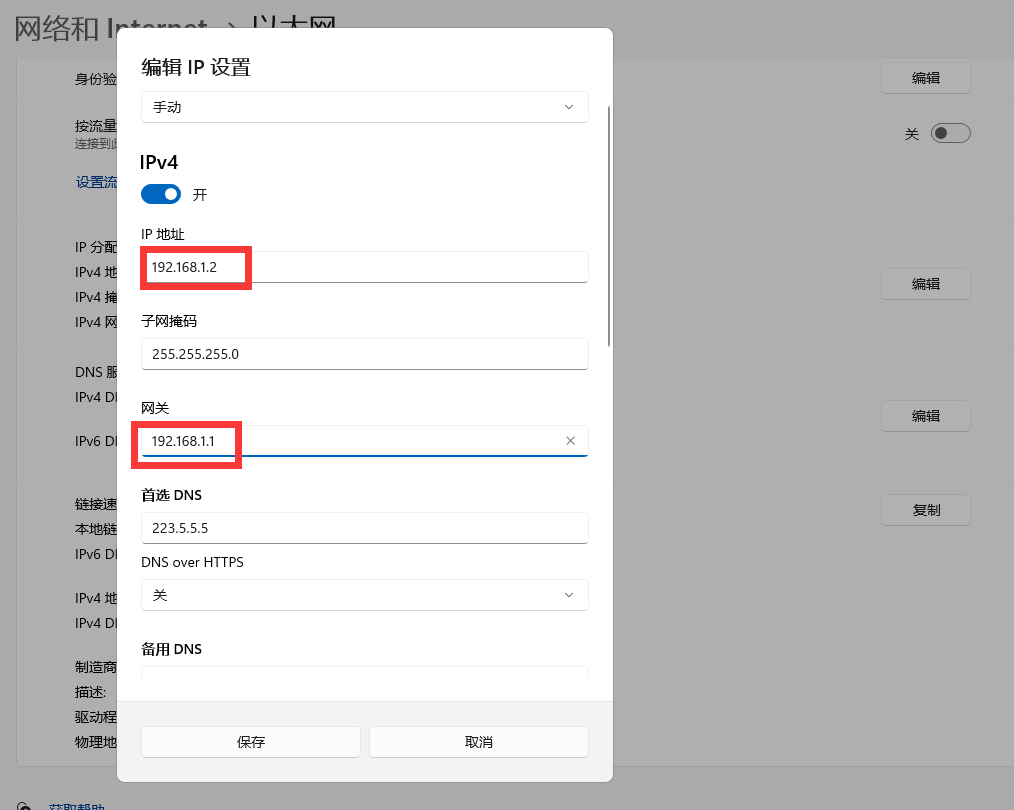 网络和 Internet › 以太网
编辑 IP 设置
身份验
编辑
手动
按流量
连接到此
关
设置流
IPv4
开
IP 地址
IP 分配
192.168.1.2
IPv4 地
编辑
IPv4 掩
IPv4 网
子网掩码
255.255.255.0
DNS 服
IPv4 D
网关
编辑
IPv6 D
192.168.1.1
首选 DNS
链接速
复制
本地链
223.5.5.5
IPv6 D
DNS over HTTPS
IPv4 地
关
IPv4 D
备用 DNS
制造商
描述:
驱动程
物理地
保存
取消
获取帮助